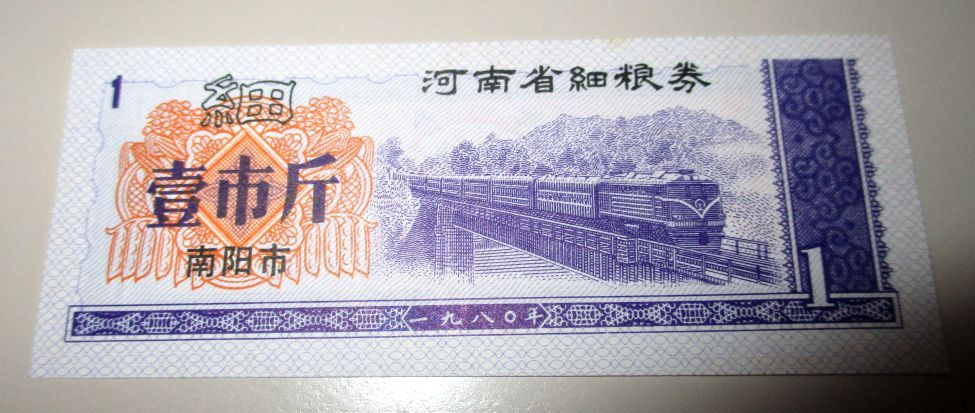 河南省細粮券
1
細
壹市斤
南阳市
1
一九八〇年